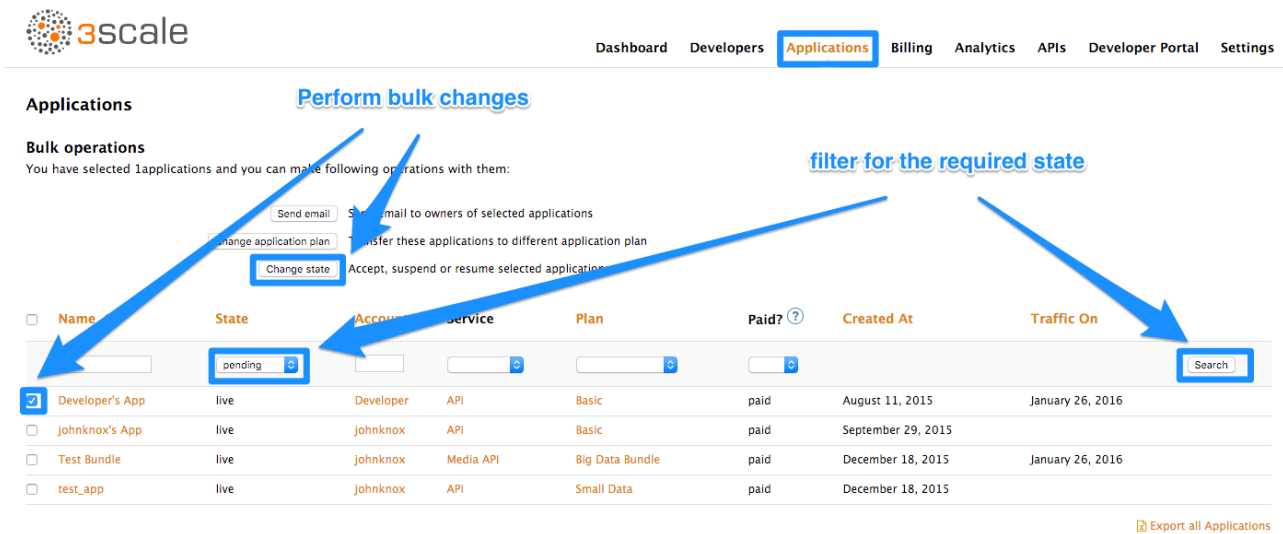 3scale
Dashboard Developers Applications Billing Analytics APIs Developer Portal Settings
Applications
Perform bulk changes
Bulk operations
You have selected 1applications and you can make following operations with them:
filter for the required state
Send email Send email to owners of selected applications
Change application plan Transfer these applications to different application plan
Change state Accept, suspend or resume selected applications
Name State Account Service Plan Paid? ? Created At Traffic On
pending Search
Developer's App live Developer API Basic paid August 11, 2015 January 26, 2016
johnknox's App live johnknox API Basic paid September 29, 2015
Test Bundle live johnknox Media API Big Data Bundle paid December 18, 2015 January 26, 2016
test_app live johnknox API Small Data paid December 18, 2015
Export all Applications